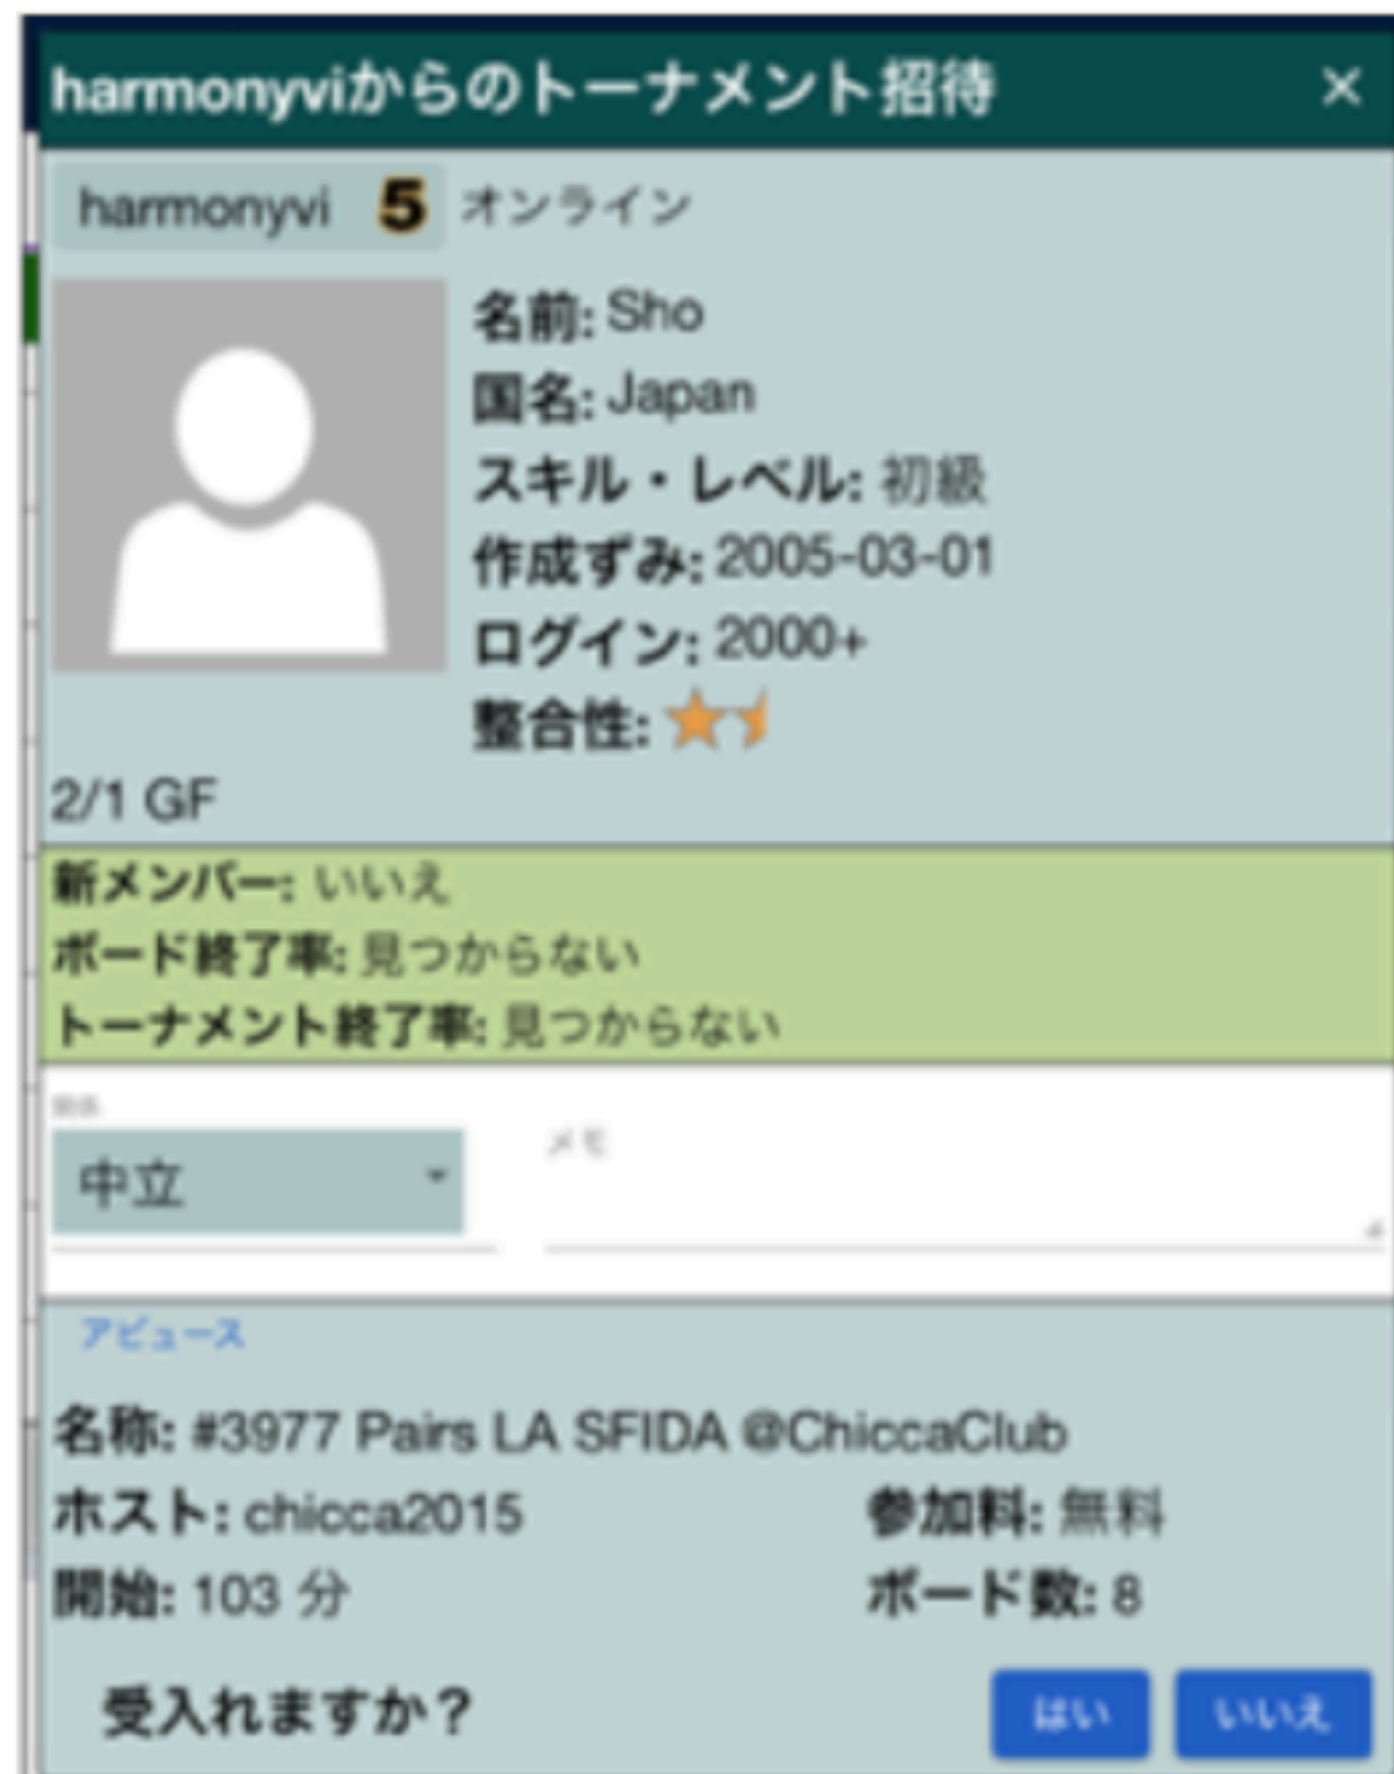 harmonyviからのトーナメント招待 ×
harmonyvi 5 オンライン
名前: Sho
国名: Japan
スキル・レベル: 初級
作成ずみ: 2005-03-01
ログイン: 2000+
整合性:
2/1 GF
新メンバー: いいえ
ボード終了率: 見つからない
トーナメント終了率: 見つからない
関係
中立
メモ
アビュース
名称: #3977 Pairs LA SFIDA @ChiccaClub
ホスト: chicca2015 参加料: 無料
開始: 103 分 ボード数: 8
受入れますか? はい いいえ